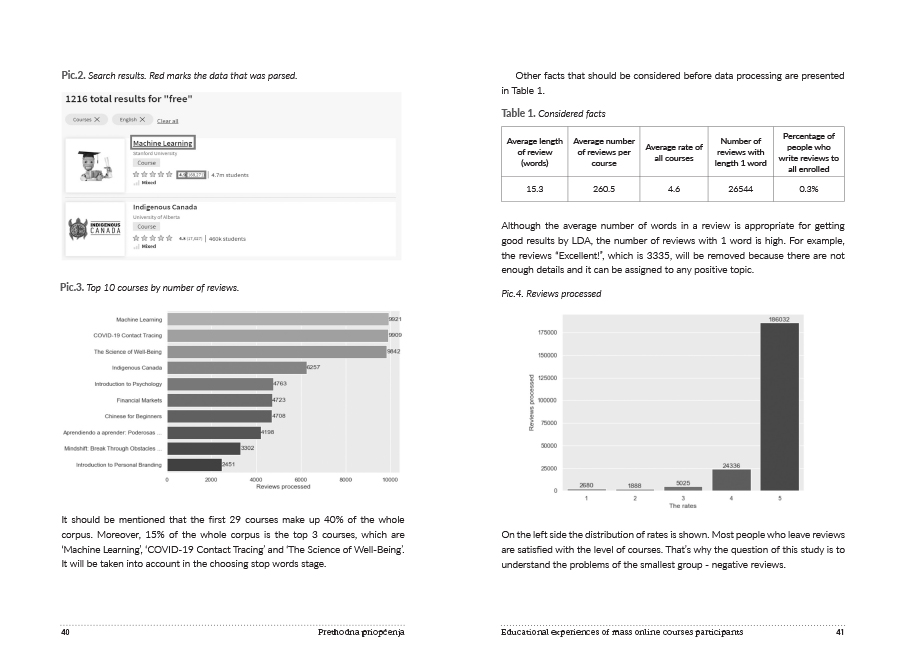 Pic.2. Search results. Red marks the data that was parsed.
1216 total results for "free"
Courses ✕ English ✕ Clear all
Machine Learning
Stanford University
Course
4.7m students
Mixed
INDIGENOUS CANADA
Indigenous Canada
University of Alberta
Course
460k students
Mixed
Pic.3. Top 10 courses by number of reviews.
Machine Learning 9921
COVID-19 Contact Tracing 9909
The Science of Well-Being 9842
Indigenous Canada 6257
Introduction to Psychology 4763
Financial Markets 4723
Chinese for Beginners 4708
Aprendiendo a aprender: Poderosas ... 4198
Mindshift: Break Through Obstacles ... 3302
Introduction to Personal Branding 2451
0 2000 4000 6000 8000 10000
Reviews processed
It should be mentioned that the first 29 courses make up 40% of the whole
corpus. Moreover, 15% of the whole corpus is the top 3 courses, which are
'Machine Learning', 'COVID-19 Contact Tracing' and 'The Science of Well-Being'.
It will be taken into account in the choosing stop words stage.
40
Prethodna priopćenja
Other facts that should be considered before data processing are presented
in Table 1.
Table 1. Considered facts
Average length of review (words)
Average number of reviews per course
Average rate of all courses
Number of reviews with length 1 word
Percentage of people who write reviews to all enrolled
15.3 260.5 4.6 26544 0.3%
Although the average number of words in a review is appropriate for getting
good results by LDA, the number of reviews with 1 word is high. For example,
the reviews "Excellent!", which is 3335, will be removed because there are not
enough details and it can be assigned to any positive topic.
Pic.4. Reviews processed
186032
175000
150000
125000
100000
75000
50000
25000
0
Reviews processed
2680 1888 5025 24336
1 2 3 4 5
The rates
On the left side the distribution of rates is shown. Most people who leave reviews
are satisfied with the level of courses. That's why the question of this study is to
understand the problems of the smallest group - negative reviews.
Educational experiences of mass online courses participants
41